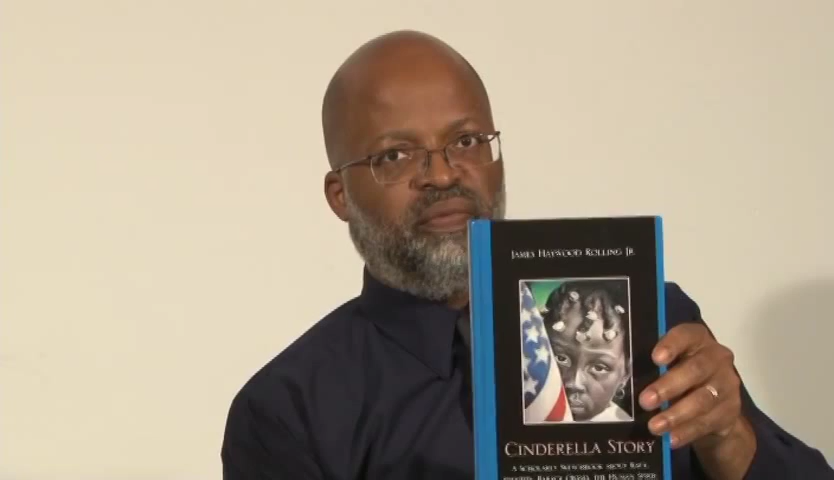 JAMES HAYWOOD ROLLING JR.
CINDERELLA STORY
A SCHOLARLY SKETCHBOOK ABOUT RACE,
IDENTITY, BARACK OBAMA, THE HUMAN SPIRIT